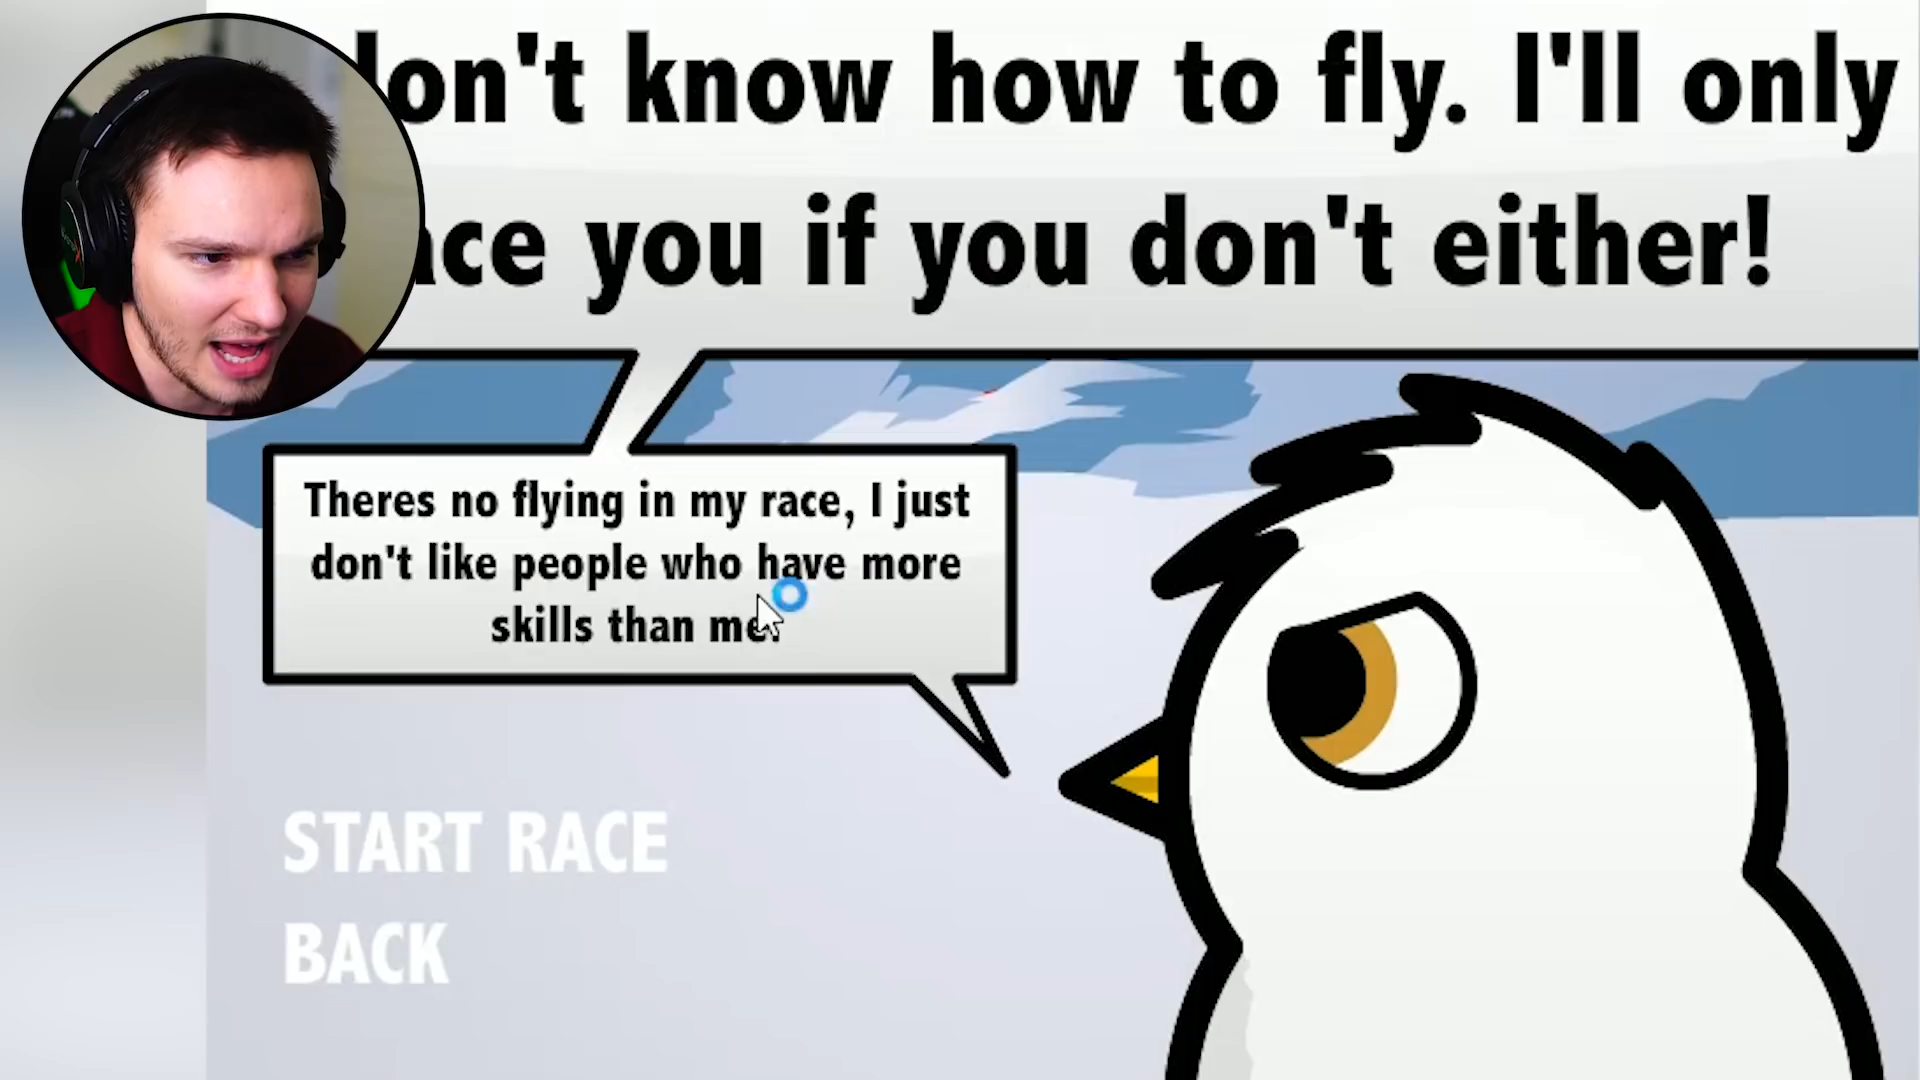 don't know how to fly. I'll only
you if you don't either!
Theres no flying in my race, I just
don't like people who have more
skills than me.
START RACE
BACK